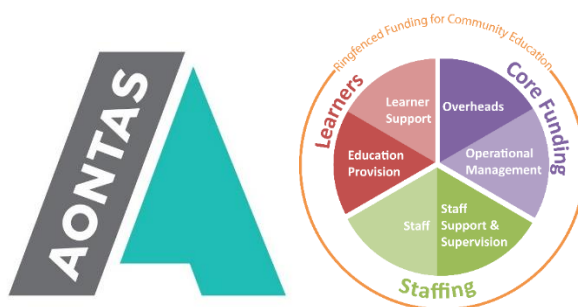 AONTAS
Ringfenced Funding for Community Education
Learners
Core Funding
Staffing
Learner
Support
Overheads
Education
Provision
Operational
Management
Staff
Staff
Support &
Supervision